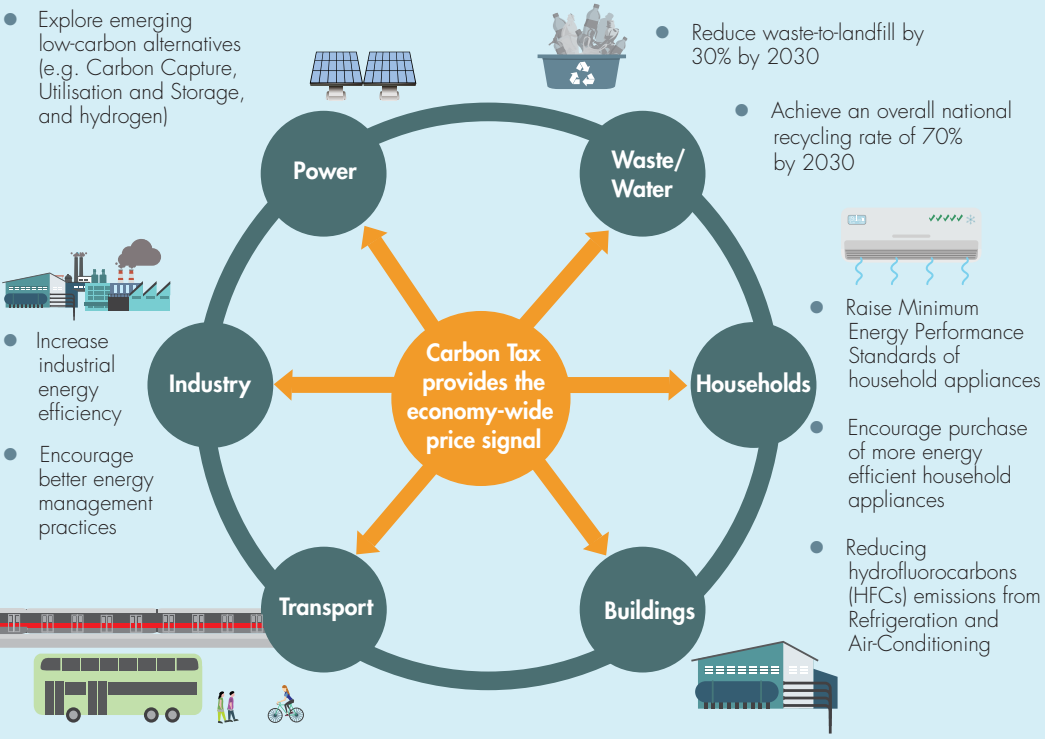 Explore emerging
low-carbon alternatives
(e.g. Carbon Capture,
Utilisation and Storage,
and hydrogen)
Reduce waste-to-landfill by
30% by 2030
Achieve an overall national
recycling rate of 70%
by 2030
Power
Waste/
Water
Increase
industrial
energy
efficiency
Encourage
better energy
management
practices
Industry
Carbon Tax
provides the
economy-wide
price signal
Households
Raise Minimum
Energy Performance
Standards of
household appliances
Encourage purchase
of more energy
efficient household
appliances
Reducing
hydrofluorocarbons
(HFCs) emissions from
Refrigeration and
Air-Conditioning
Transport
Buildings